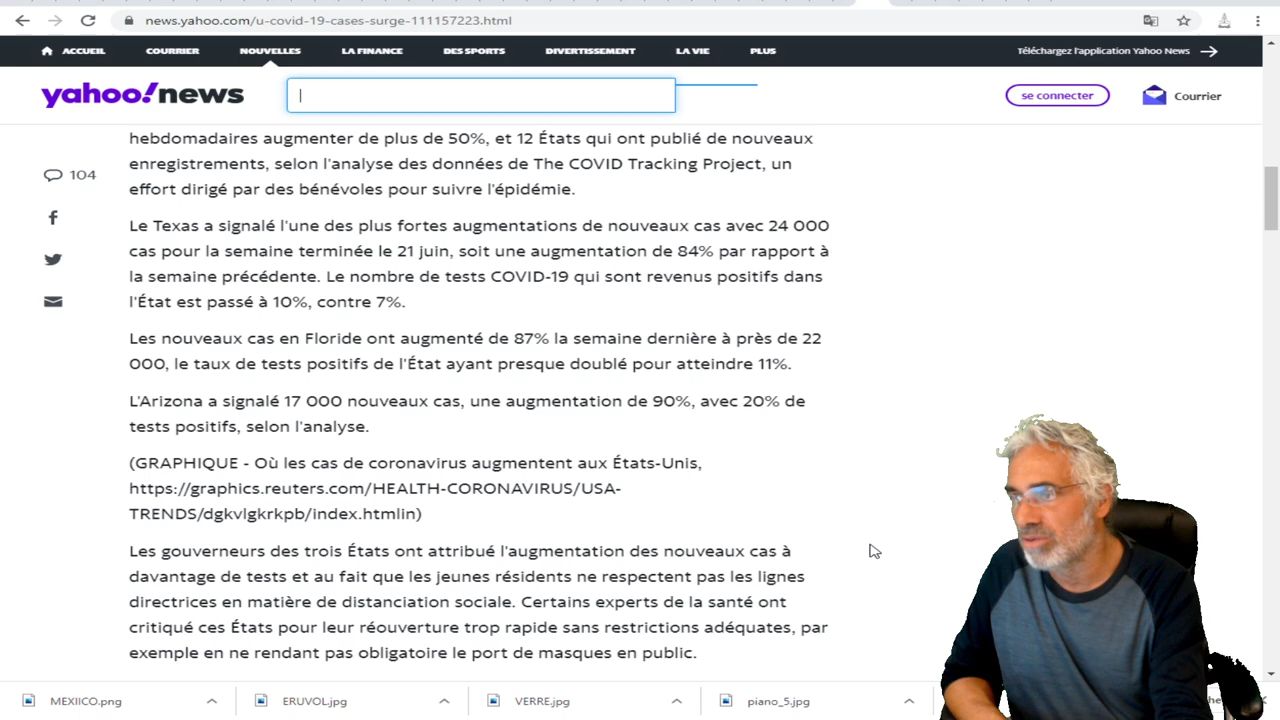 news.yahoo.com/u-covid-19-cases-surge-111157223.html
ACCUEIL COURRIER NOUVELLES LA FINANCE DES SPORTS DIVERTISSEMENT LA VIE PLUS Téléchargez l'application Yahoo News
yahoo!news se connecter Courrier
hebdomadaires augmenter de plus de 50%, et 12 États qui ont publié de nouveaux
enregistrements, selon l'analyse des données de The COVID Tracking Project, un
104
effort dirigé par des bénévoles pour suivre l'épidémie.
Le Texas a signalé l'une des plus fortes augmentations de nouveaux cas avec 24 000
cas pour la semaine terminée le 21 juin, soit une augmentation de 84% par rapport à
la semaine précédente. Le nombre de tests COVID-19 qui sont revenus positifs dans
l'État est passé à 10%, contre 7%.
Les nouveaux cas en Floride ont augmenté de 87% la semaine dernière à près de 22
000, le taux de tests positifs de l'État ayant presque doublé pour atteindre 11%.
L'Arizona a signalé 17 000 nouveaux cas, une augmentation de 90%, avec 20% de
tests positifs, selon l'analyse.
(GRAPHIQUE - Où les cas de coronavirus augmentent aux États-Unis,
https://graphics.reuters.com/HEALTH-CORONAVIRUS/USA-
TRENDS/dgkvlgkrkpb/index.htmlin)
Les gouverneurs des trois États ont attribué l'augmentation des nouveaux cas à
davantage de tests et au fait que les jeunes résidents ne respectent pas les lignes
directrices en matière de distanciation sociale. Certains experts de la santé ont
critiqué ces États pour leur réouverture trop rapide sans restrictions adéquates, par
exemple en ne rendant pas obligatoire le port de masques en public.
MEXIICO.png ERUVOL.jpg VERRE.jpg piano_5.jpg